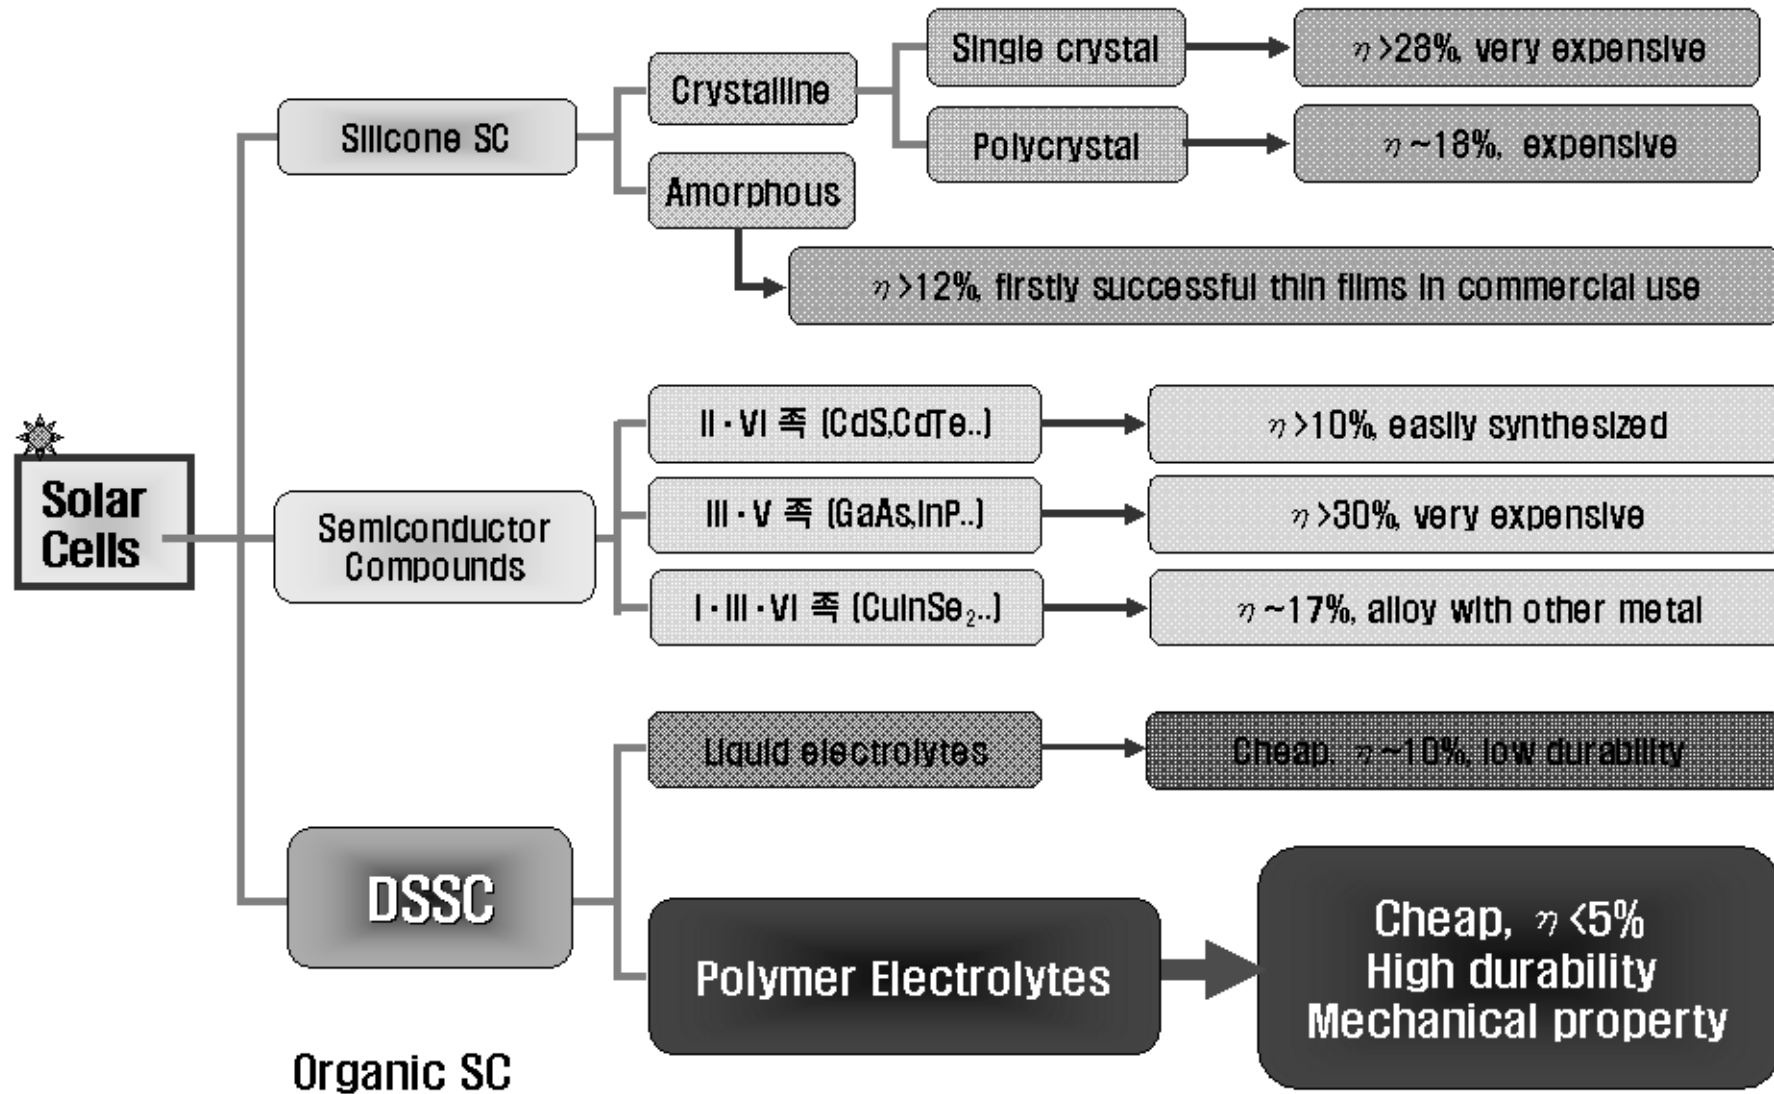 Solar
Cells
Silicone SC
Crystalline
Single crystal
η >28%, very expensive
Polycrystal
η ~18%, expensive
Amorphous
η >12%, firstly successful thin films in commercial use
Semiconductor
Compounds
II · VI 족 (CdS,CdTe..)
η >10%, easily synthesized
III · V 족 (GaAs,InP..)
η >30%, very expensive
I · III · VI 족 (CuInSe₂..)
η ~17%, alloy with other metal
DSSC
Liquid electrolytes
Cheap, η ~10%, low durability
Polymer Electrolytes
Cheap, η <5%
High durability
Mechanical property
Organic SC